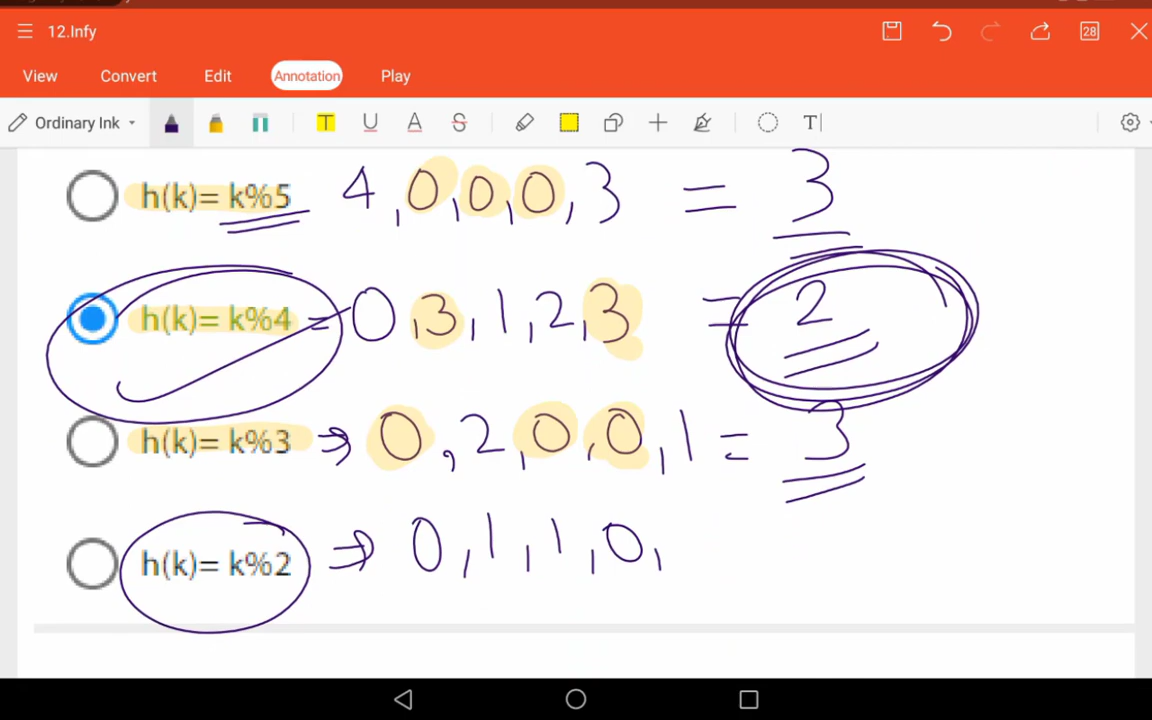 12.Infy
28
View Convert Edit Annotation Play
Ordinary Ink T U A S T
h(k)= k%5 4,0,0,0,3 = 3
h(k)= k%4 = 0,3,1,2,3 = 2
h(k)= k%3 → 0,2,0,0,1 = 3
h(k)= k%2 ⇒ 0,1,1,0,